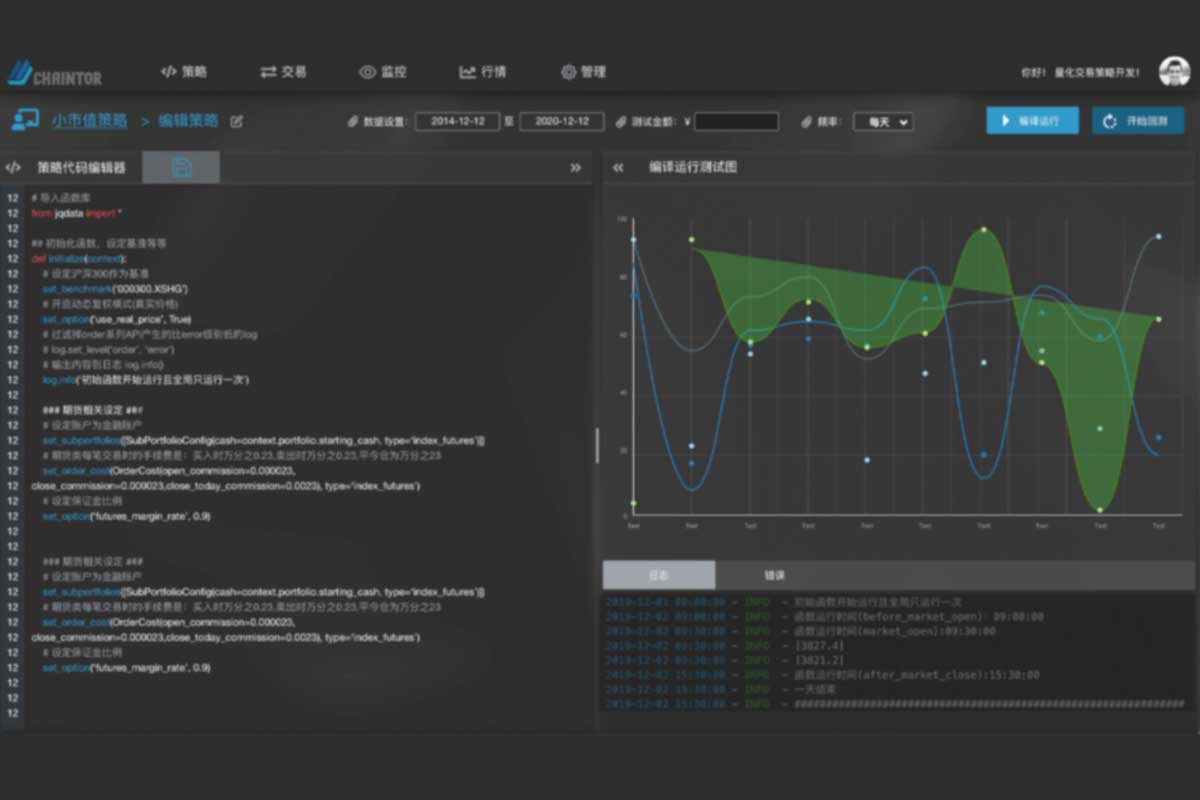 CHAINTOR
</> 策略
交易
监控
行情
管理
你好! 量化交易策略开发!
小市值策略 > 编辑策略
数据设置: 2014-12-12 至 2020-12-12
测试金额: ¥
频率: 每天
编译运行
开始回测
</> 策略代码编辑器 »
« 编译运行测试图
12 # 导入函数库
12 from jqdata import *
12
12 ## 初始化函数，设定基准等等
12 def initialize(context):
12 # 设定沪深300作为基准
12 set_benchmark('000300.XSHG')
12 # 开启动态复权模式(真实价格)
12 set_option('use_real_price', True)
12 # 过滤掉order系列API产生的比error级别低的log
12 # log.set_level('order', 'error')
12 # 输出内容到日志 log.info()
12 log.info('初始函数开始运行且全局只运行一次')
12
12 ### 期货相关设定 ###
12 # 设定账户为金融账户
12 set_subportfolios([SubPortfolioConfig(cash=context.portfolio.starting_cash, type='index_futures')])
12 # 期货类每笔交易时的手续费是：买入时万分之0.23,卖出时万分之0.23,平今仓为万分之23
12 set_order_cost(OrderCost(open_commission=0.000023,
12 close_commission=0.000023,close_today_commission=0.0023), type='index_futures')
12 # 设定保证金比例
12 set_option('futures_margin_rate', 0.9)
12
12
12 ### 期货相关设定 ###
12 # 设定账户为金融账户
12 set_subportfolios([SubPortfolioConfig(cash=context.portfolio.starting_cash, type='index_futures')])
12 # 期货类每笔交易时的手续费是：买入时万分之0.23,卖出时万分之0.23,平今仓为万分之23
12 set_order_cost(OrderCost(open_commission=0.000023,
12 close_commission=0.000023,close_today_commission=0.0023), type='index_futures')
12 # 设定保证金比例
12 set_option('futures_margin_rate', 0.9)
12
12
12
100
80
60
40
20
0
Text Text Text Text Text Text Text Text Text Text
日志 错误
2019-12-01 09:00:00 - INFO - 初始函数开始运行且全局只运行一次
2019-12-02 09:00:00 - INFO - 函数运行时间(before_market_open): 09:00:00
2019-12-02 09:30:00 - INFO - 函数运行时间(market_open):09:30:00
2019-12-02 09:30:00 - INFO - [3827.4]
2019-12-02 09:30:00 - INFO - [3821.2]
2019-12-02 15:30:00 - INFO - 函数运行时间(after_market_close):15:30:00
2019-12-02 15:30:00 - INFO - 一天结束
2019-12-02 15:30:00 - INFO - ##############################################################